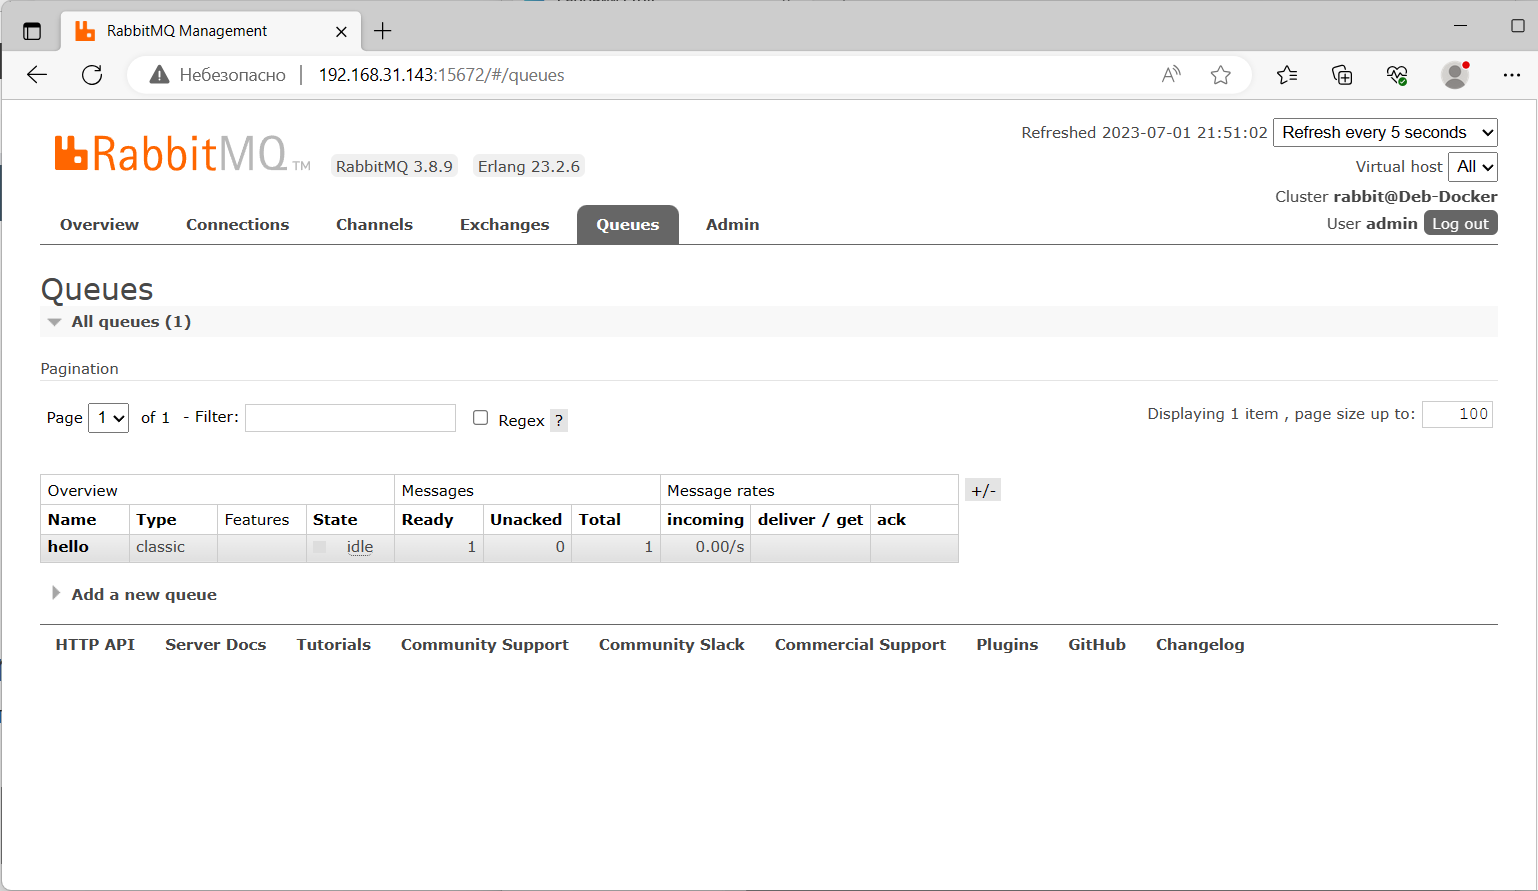 RabbitMQ Management
Небезопасно 192.168.31.143:15672/#/queues
RabbitMQ TM RabbitMQ 3.8.9 Erlang 23.2.6
Refreshed 2023-07-01 21:51:02 Refresh every 5 seconds
Virtual host All
Cluster rabbit@Deb-Docker
User admin Log out
Overview Connections Channels Exchanges Queues Admin
Queues
All queues (1)
Pagination
Page 1 of 1 - Filter: Regex ? Displaying 1 item , page size up to: 100
Overview Messages Message rates +/-
Name Type Features State Ready Unacked Total incoming deliver / get ack
hello classic idle 1 0 1 0.00/s
Add a new queue
HTTP API Server Docs Tutorials Community Support Community Slack Commercial Support Plugins GitHub Changelog